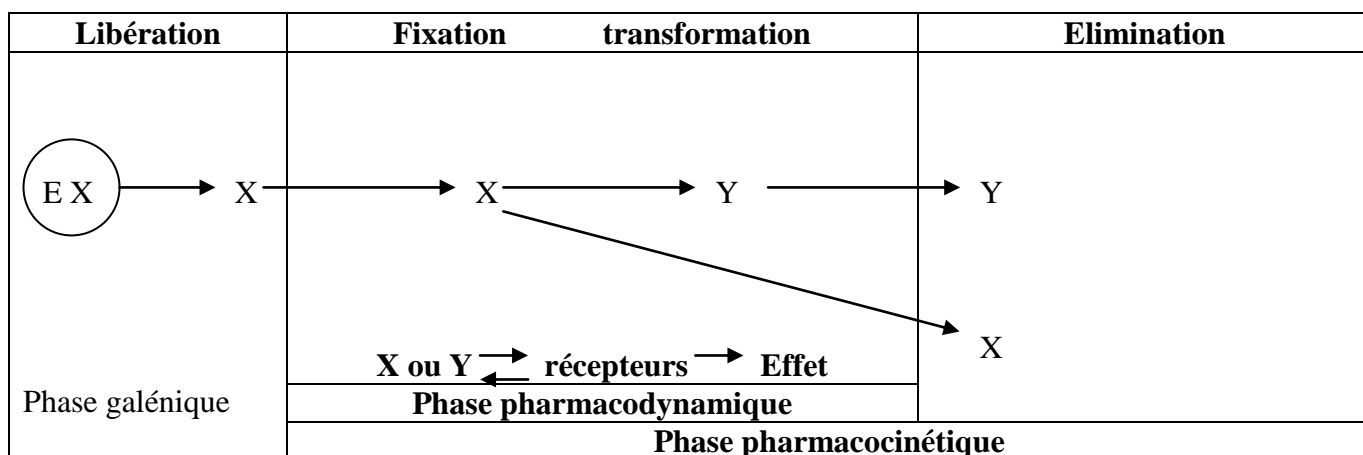 Libération Fixation transformation Elimination
E X X X Y Y
X
X ou Y récepteurs Effet
Phase galénique Phase pharmacodynamique
Phase pharmacocinétique